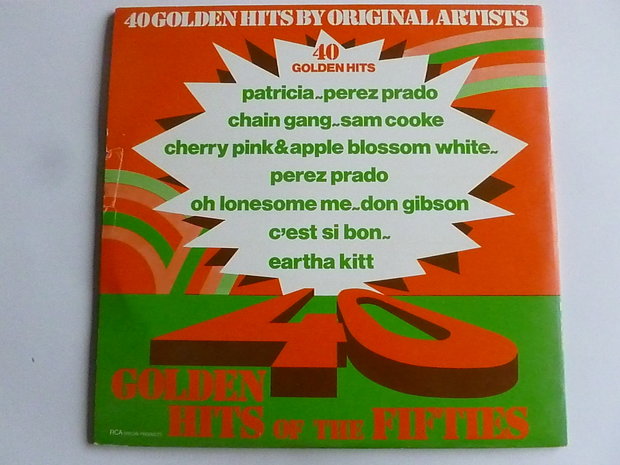 40 GOLDEN HITS BY ORIGINAL ARTISTS
40
GOLDEN HITS
patricia~perez prado
chain gang~sam cooke
cherry pink&apple blossom white~
perez prado
oh lonesome me~don gibson
c'est si bon~
eartha kitt
40
GOLDEN
HITS OF THE FIFTIES
RCA